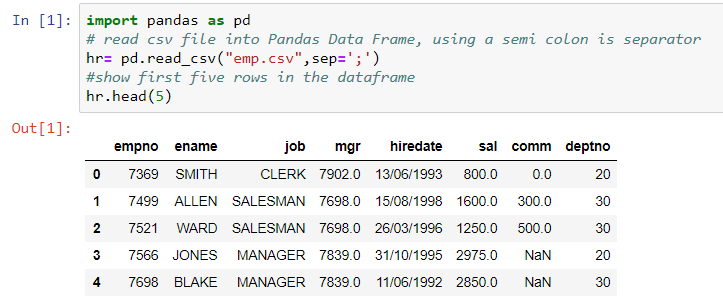 In [1]: import pandas as pd
# read csv file into Pandas Data Frame, using a semi colon is separator
hr= pd.read_csv("emp.csv",sep=';')
#show first five rows in the dataframe
hr.head(5)
Out[1]:
empno ename job mgr hiredate sal comm deptno
0 7369 SMITH CLERK 7902.0 13/06/1993 800.0 0.0 20
1 7499 ALLEN SALESMAN 7698.0 15/08/1998 1600.0 300.0 30
2 7521 WARD SALESMAN 7698.0 26/03/1996 1250.0 500.0 30
3 7566 JONES MANAGER 7839.0 31/10/1995 2975.0 NaN 20
4 7698 BLAKE MANAGER 7839.0 11/06/1992 2850.0 NaN 30